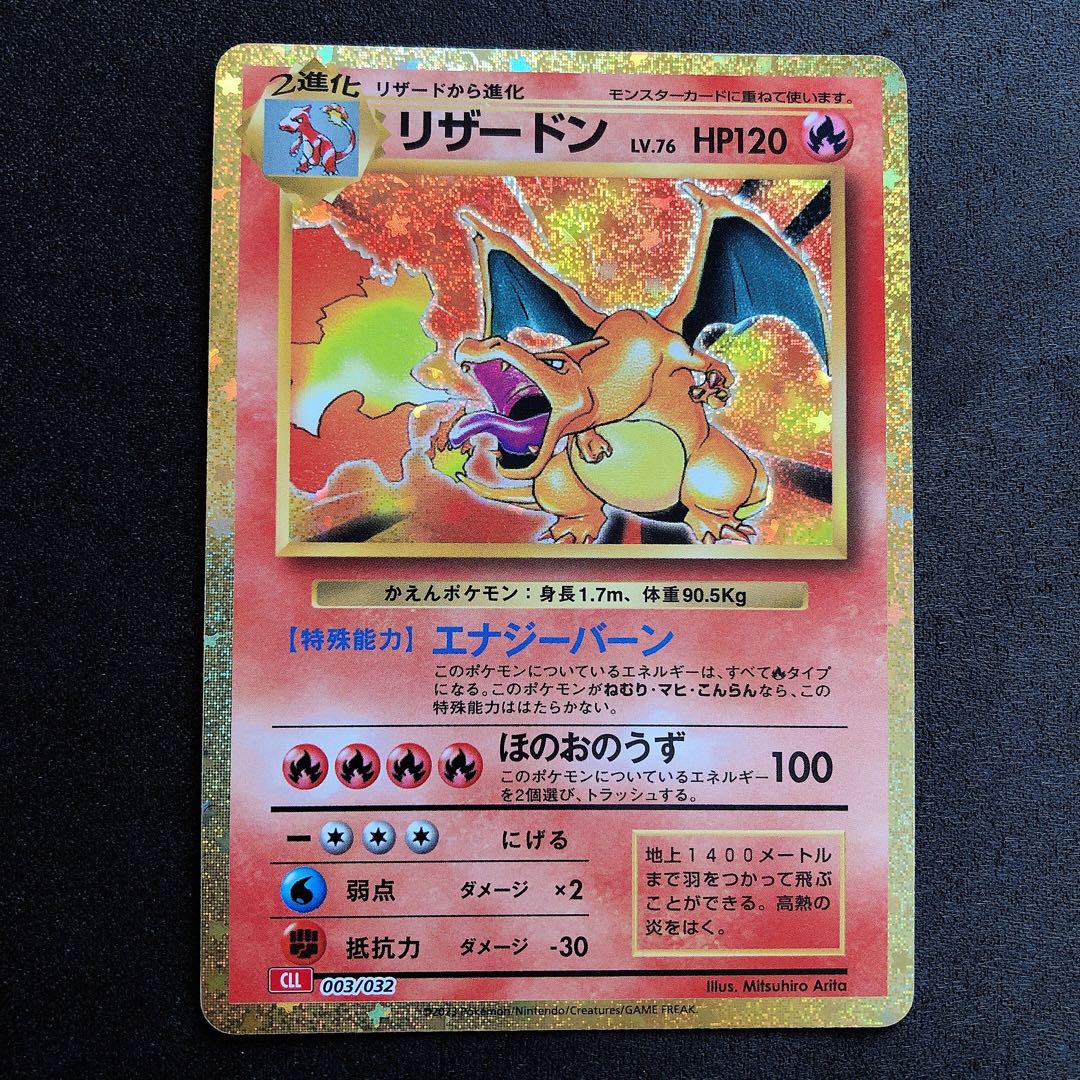 2進化
リザードから進化
モンスターカードに重ねて使います。
リザードン LV.76 HP120
かえんポケモン：身長1.7m、体重90.5Kg
【特殊能力】エナジーバーン
このポケモンについているエネルギーは、すべて🔥タイプ
になる。このポケモンがねむり・マヒ・こんらんなら、この
特殊能力ははたらかない。
ほのおのうず 100
このポケモンについているエネルギー
を2個選び、トラッシュする。
にげる
弱点 ダメージ ×2
抵抗力 ダメージ -30
地上1400メートル
まで羽をつかって飛ぶ
ことができる。高熱の
炎をはく。
CLL 003/032
Illus. Mitsuhiro Arita
©2023 Pokémon/Nintendo/Creatures/GAME FREAK.